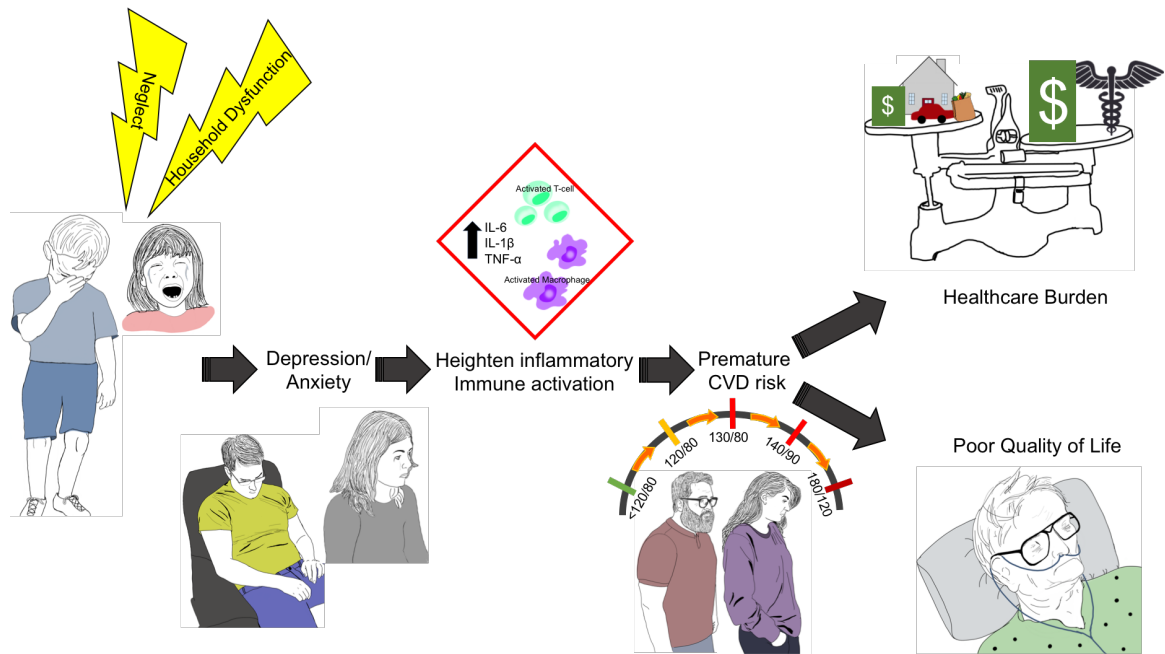 Neglect
Household Dysfunction
$
$
Activated T-cell
IL-6
IL-1β
TNF-α
Activated Macrophage
Healthcare Burden
Depression/
Anxiety
Heighten inflammatory
Immune activation
Premature
CVD risk
<120/80
120/80
130/80
140/90
180/120
Poor Quality of Life